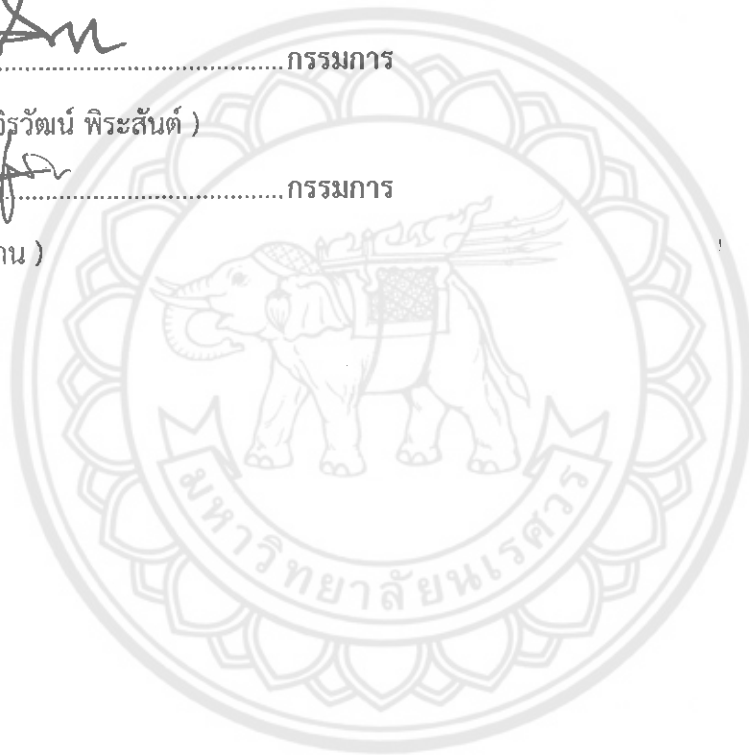 ........................................กรรมการ
จิรวัฒน์ พิระสันต์ )
........................................กรรมการ
าน )
มหาวิทยาลัยนเรศวร